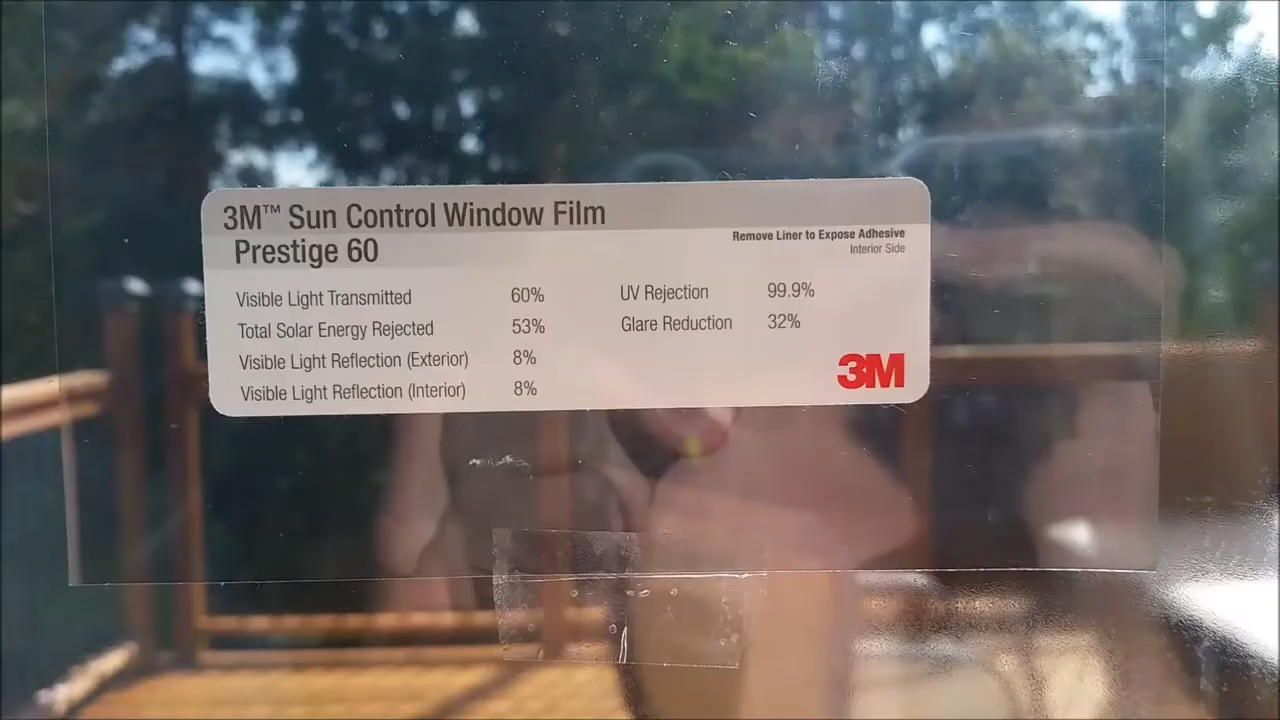 3M™ Sun Control Window Film
Prestige 60
Remove Liner to Expose Adhesive
Interior Side
Visible Light Transmitted 60%
Total Solar Energy Rejected 53%
Visible Light Reflection (Exterior) 8%
Visible Light Reflection (Interior) 8%
UV Rejection 99.9%
Glare Reduction 32%
3M